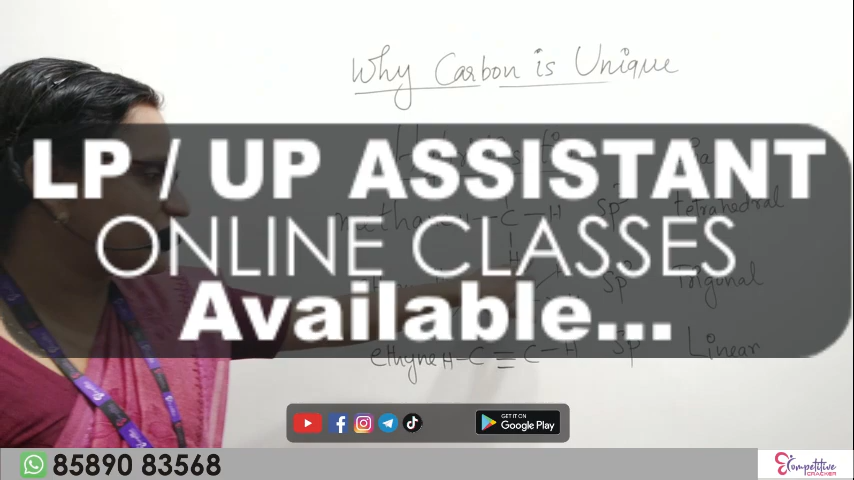 Why Carbon is Unique
LP / UP ASSISTANT
ONLINE CLASSES
Available...
methane H - C - H sp³ tetrahedral
H
sp² Trigonal
ethyne H - C ≡ C - H Sp Linear
GET IT ON
Google Play
85890 83568
Competitive
CRACKER